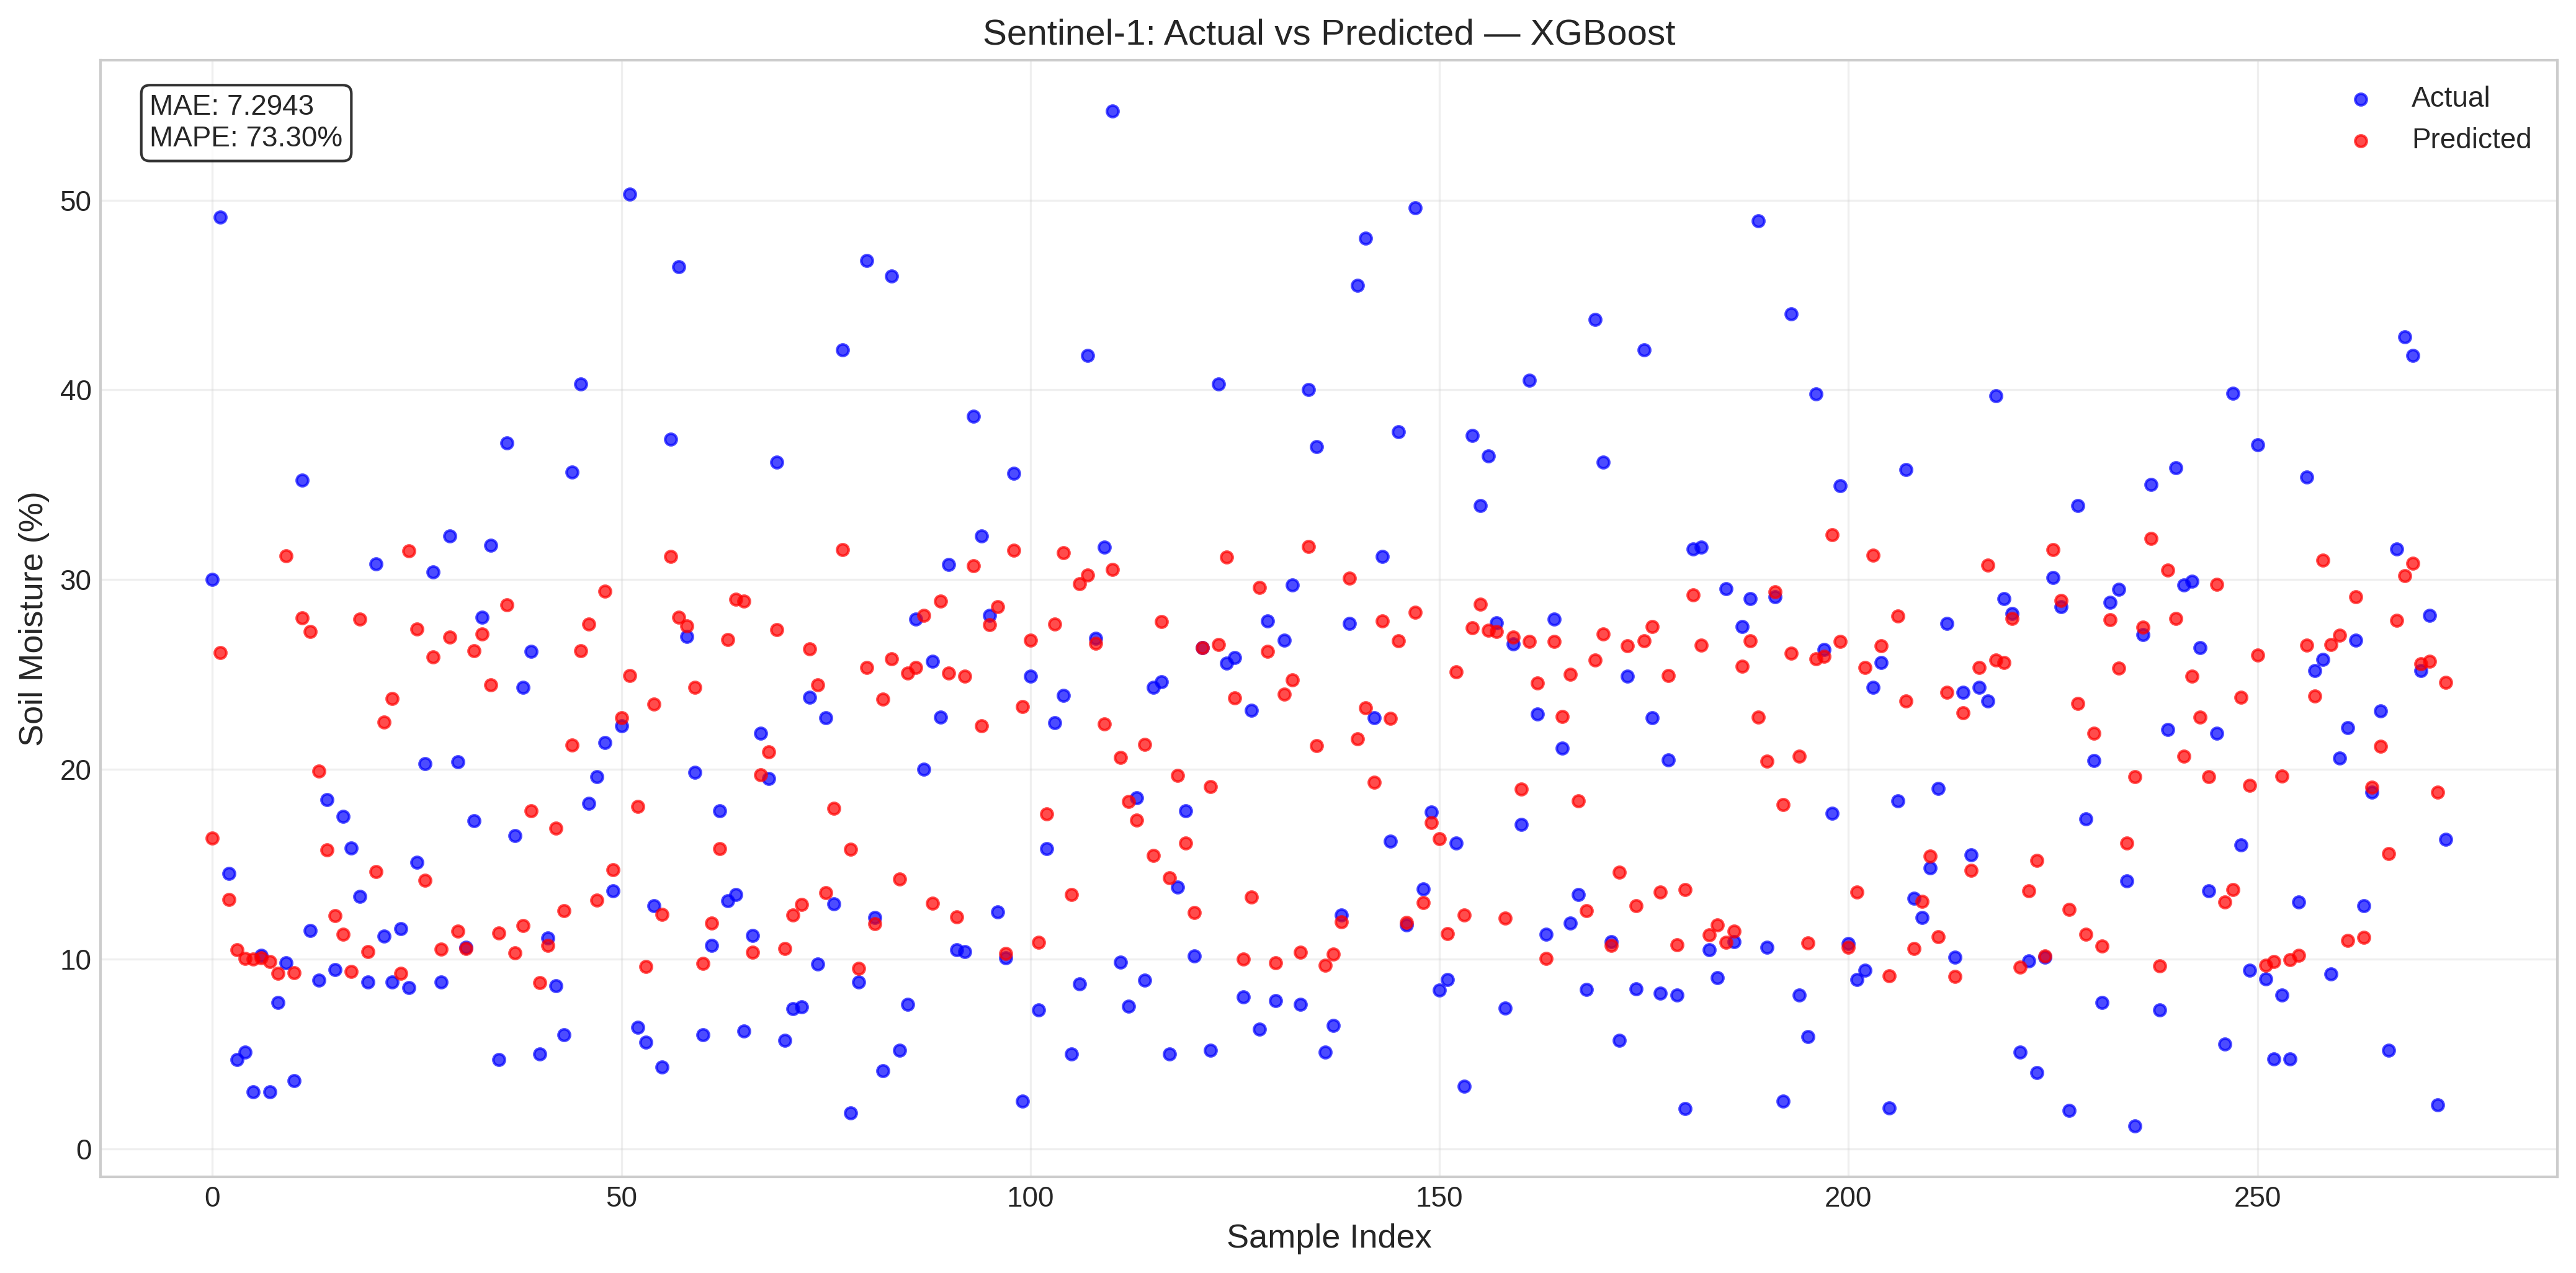 Sentinel-1: Actual vs Predicted — XGBoost
MAE: 7.2943
MAPE: 73.30%
Actual
Predicted
Soil Moisture (%)
50
40
30
20
10
0
0
50
100
150
200
250
Sample Index